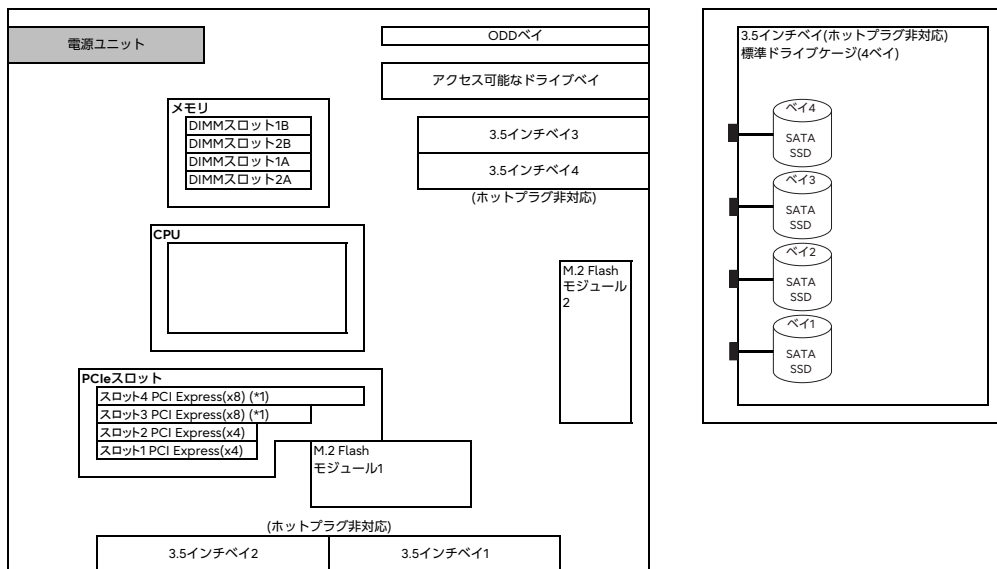 電源ユニット
ODDベイ
アクセス可能なドライブベイ
メモリ
DIMMスロット1B
DIMMスロット2B
DIMMスロット1A
DIMMスロット2A
3.5インチベイ3
3.5インチベイ4
(ホットプラグ非対応)
CPU
M.2 Flash
モジュール
2
PCIeスロット
スロット4 PCI Express(x8) (*1)
スロット3 PCI Express(x8) (*1)
スロット2 PCI Express(x4)
スロット1 PCI Express(x4)
M.2 Flash
モジュール1
(ホットプラグ非対応)
3.5インチベイ2
3.5インチベイ1
3.5インチベイ(ホットプラグ非対応)
標準ドライブケージ(4ベイ)
ベイ4
SATA
SSD
ベイ3
SATA
SSD
ベイ2
SATA
SSD
ベイ1
SATA
SSD